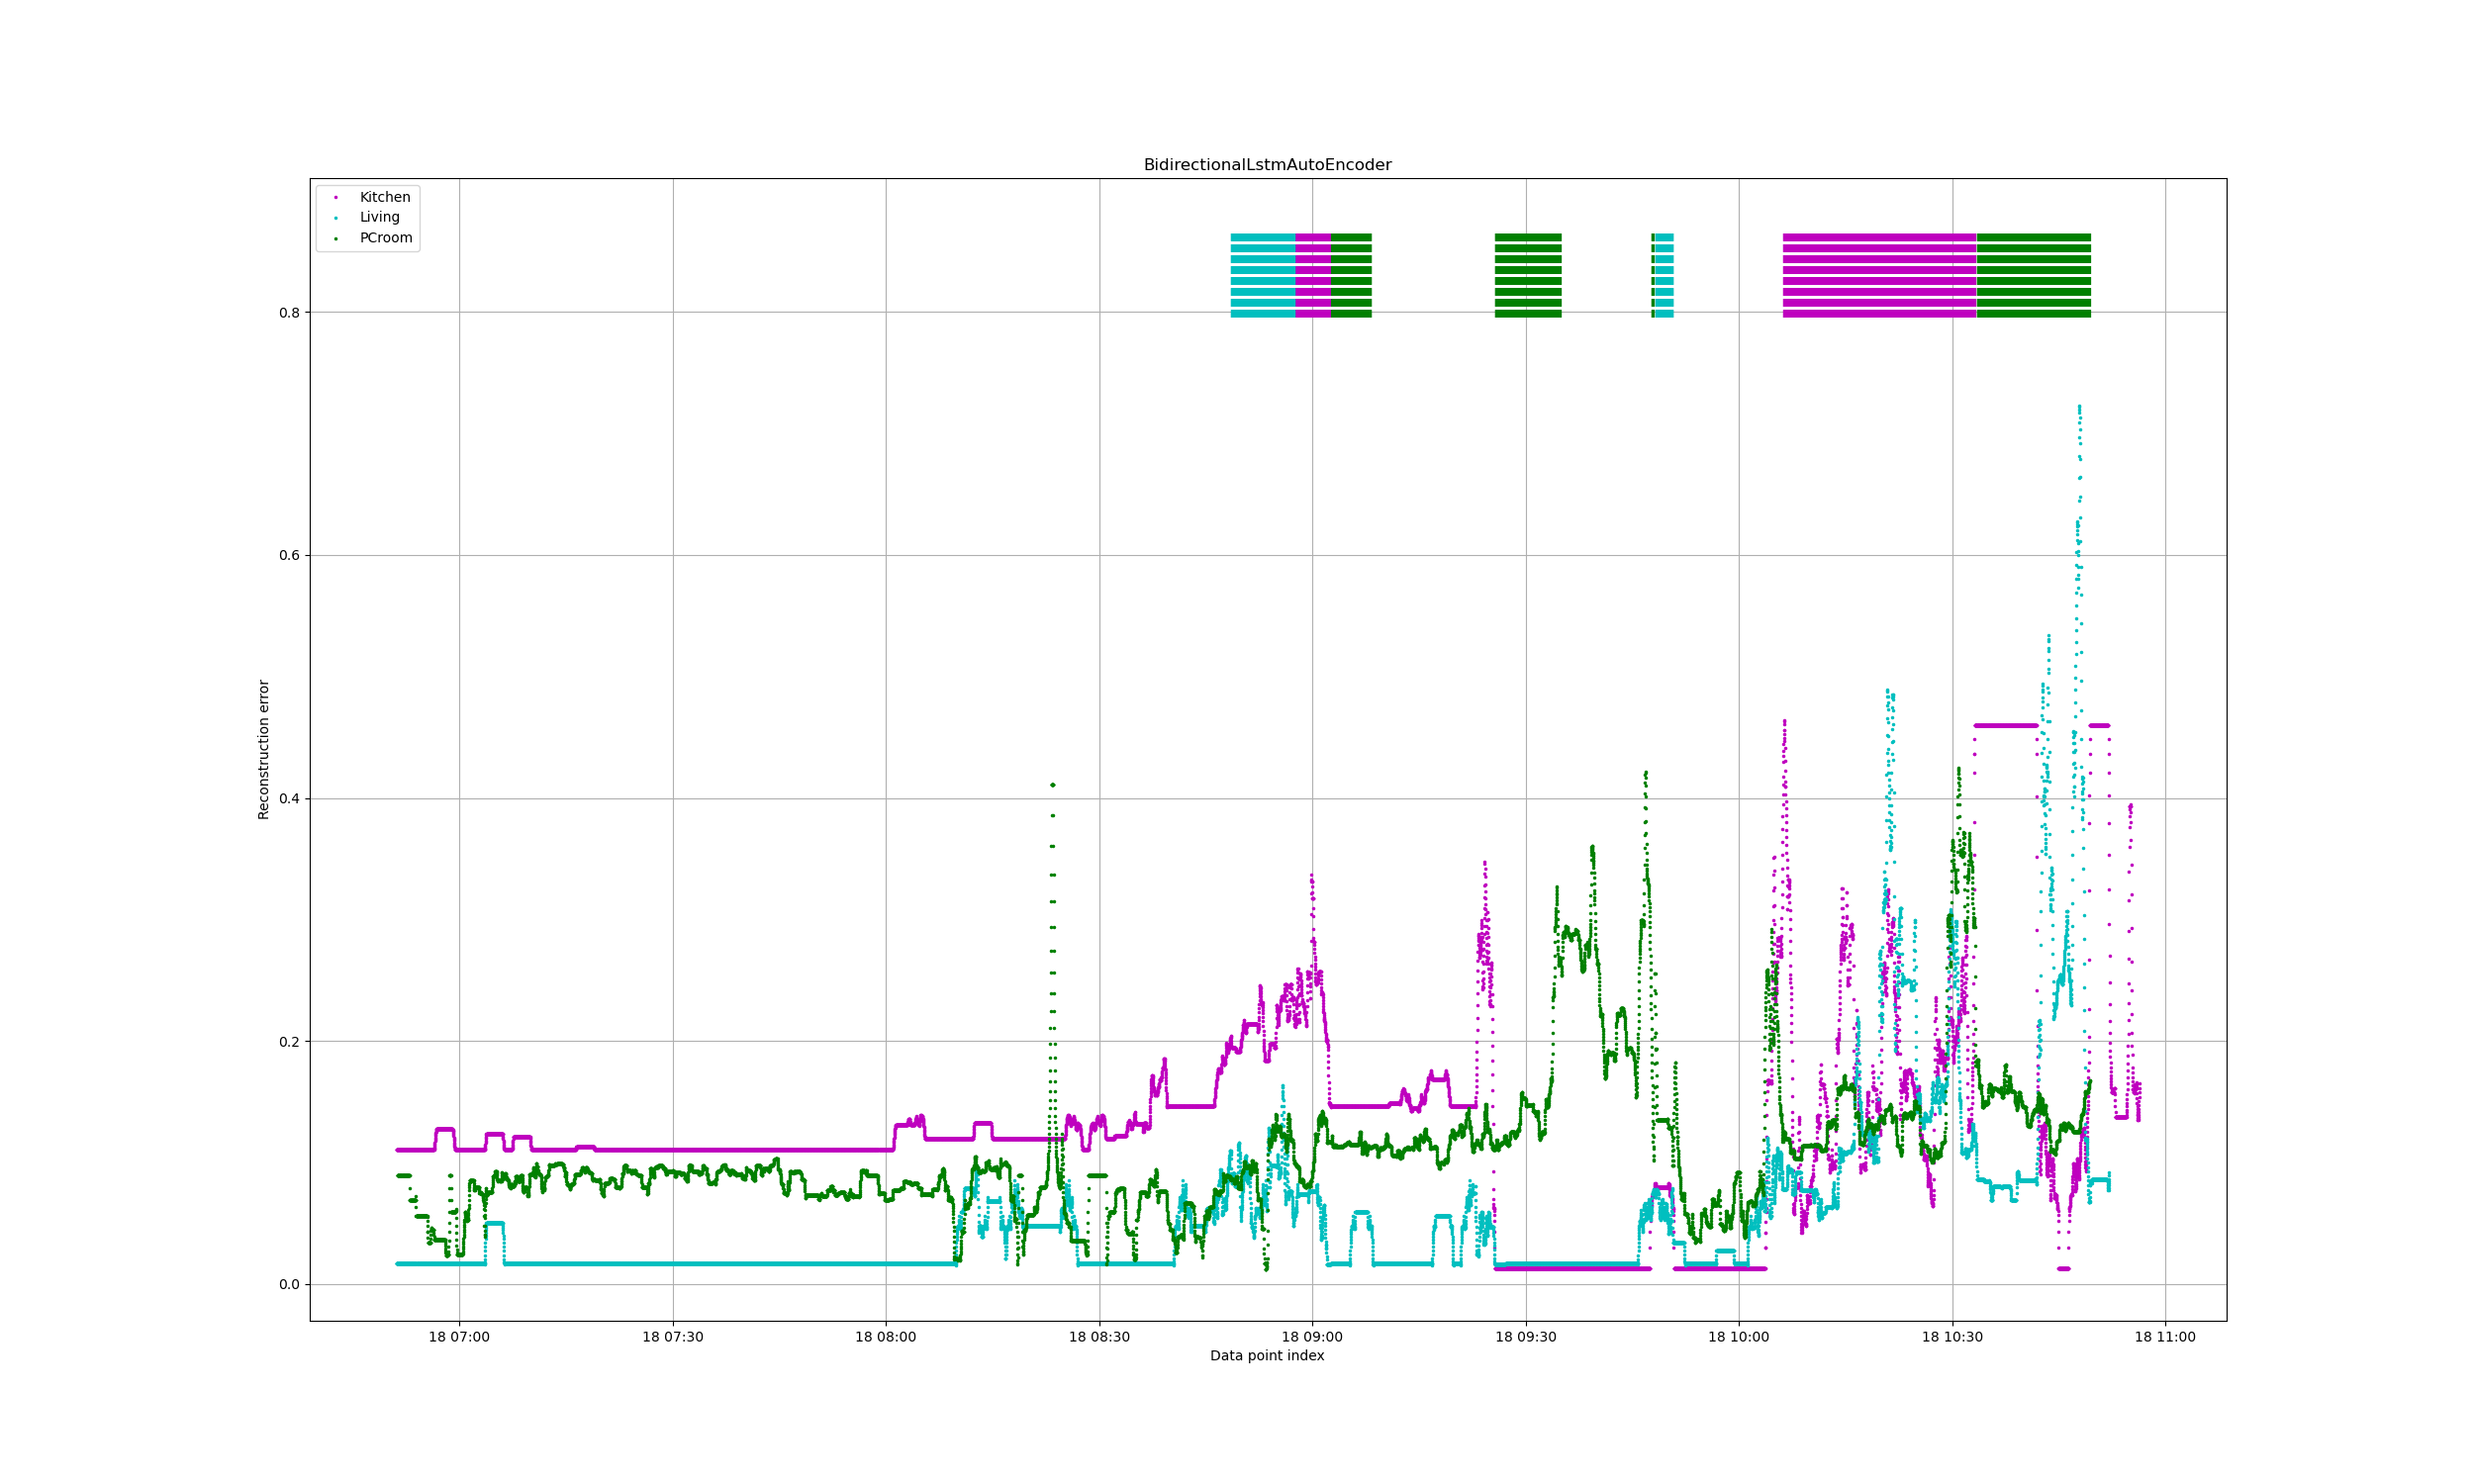 BidirectionalLstmAutoEncoder
Kitchen
Living
PCroom
0.8
0.6
0.4
0.2
0.0
Reconstruction error
18 07:00 18 07:30 18 08:00 18 08:30 18 09:00 18 09:30 18 10:00 18 10:30 18 11:00
Data point index